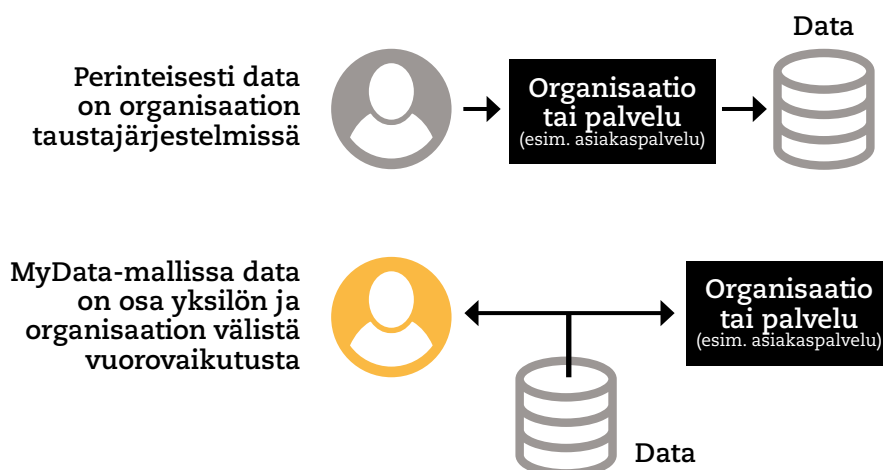 Data
Perinteisesti data
on organisaation
taustajärjestelmissä
Organisaatio
tai palvelu
(esim. asiakaspalvelu)
MyData-mallissa data
on osa yksilön ja
organisaation välistä
vuorovaikutusta
Organisaatio
tai palvelu
(esim. asiakaspalvelu)
Data